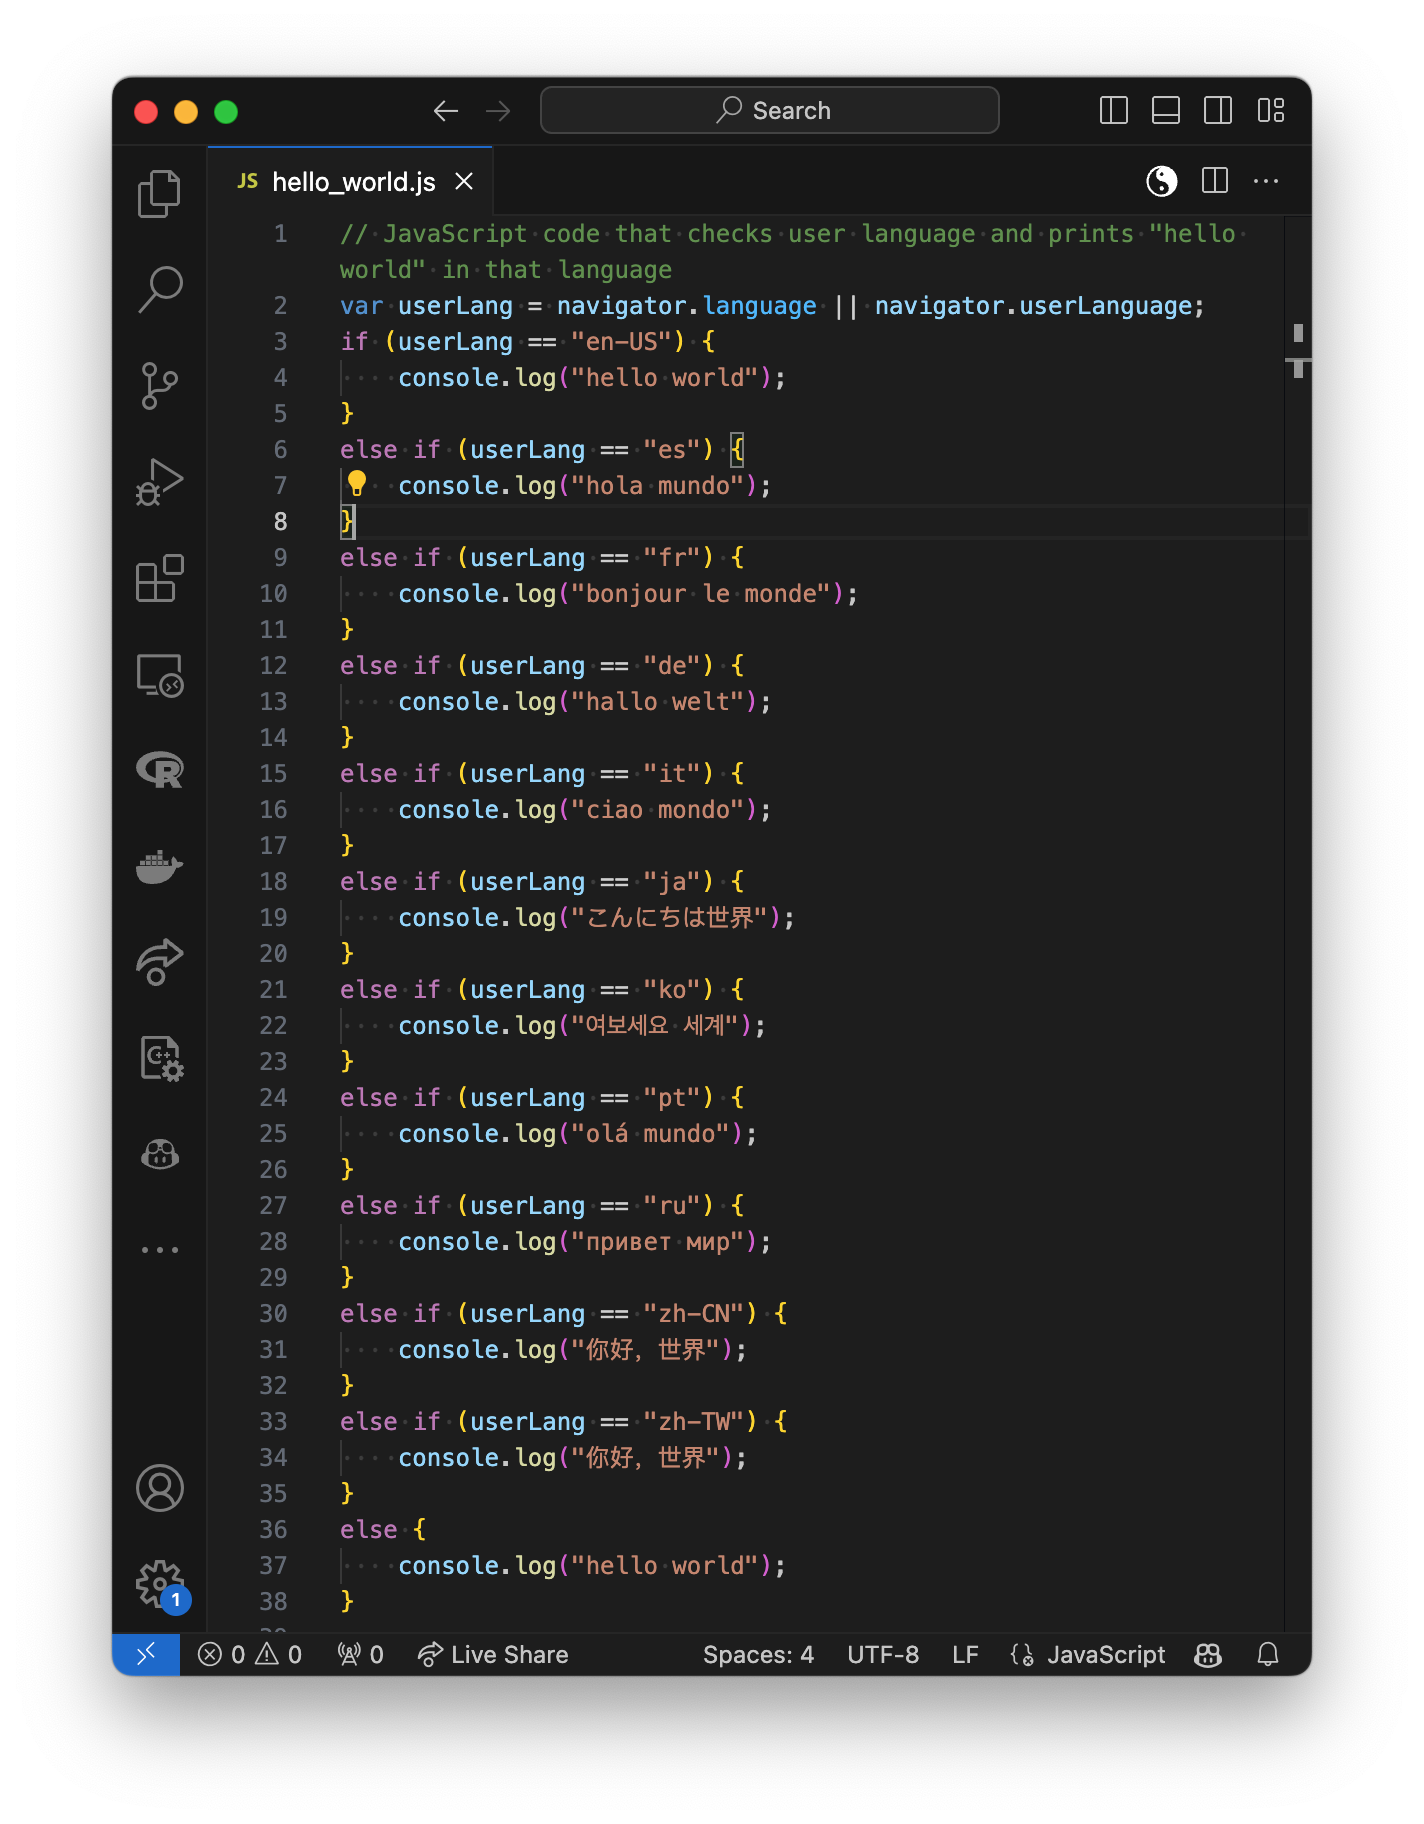 Search
JS hello_world.js
1 // JavaScript code that checks user language and prints "hello
world" in that language
2 var userLang = navigator.language || navigator.userLanguage;
3 if (userLang == "en-US") {
4 console.log("hello world");
5 }
6 else if (userLang == "es") {
7 console.log("hola mundo");
8 }
9 else if (userLang == "fr") {
10 console.log("bonjour le monde");
11 }
12 else if (userLang == "de") {
13 console.log("hallo welt");
14 }
15 else if (userLang == "it") {
16 console.log("ciao mondo");
17 }
18 else if (userLang == "ja") {
19 console.log("こんにちは世界");
20 }
21 else if (userLang == "ko") {
22 console.log("여보세요 세계");
23 }
24 else if (userLang == "pt") {
25 console.log("olá mundo");
26 }
27 else if (userLang == "ru") {
28 console.log("привет мир");
29 }
30 else if (userLang == "zh-CN") {
31 console.log("你好，世界");
32 }
33 else if (userLang == "zh-TW") {
34 console.log("你好，世界");
35 }
36 else {
37 console.log("hello world");
38 }
1
0 0 0 Live Share Spaces: 4 UTF-8 LF JavaScript